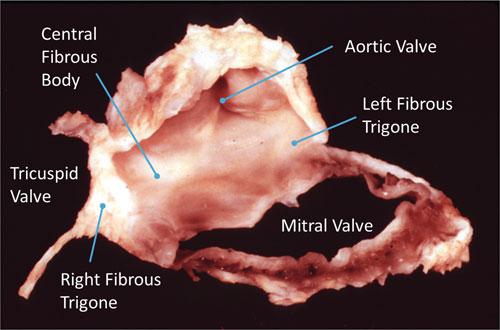 Central
Fibrous
Body
Aortic Valve
Left Fibrous
Trigone
Tricuspid
Valve
Mitral Valve
Right Fibrous
Trigone